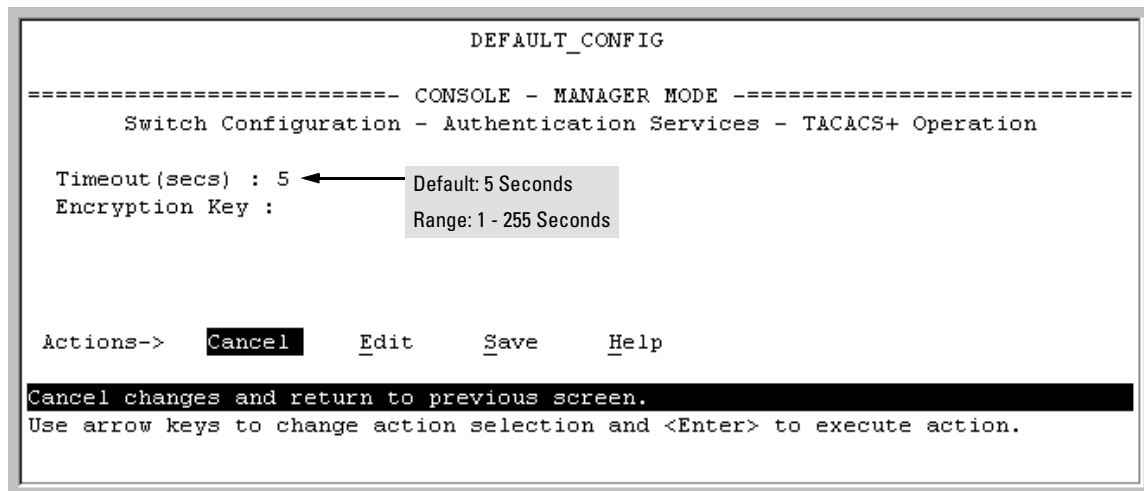 DEFAULT_CONFIG
===========================- CONSOLE - MANAGER MODE -============================
Switch Configuration - Authentication Services - TACACS+ Operation
Timeout(secs) : 5
Default: 5 Seconds
Encryption Key :
Range: 1 - 255 Seconds
Actions-> Cancel Edit Save Help
Cancel changes and return to previous screen.
Use arrow keys to change action selection and <Enter> to execute action.